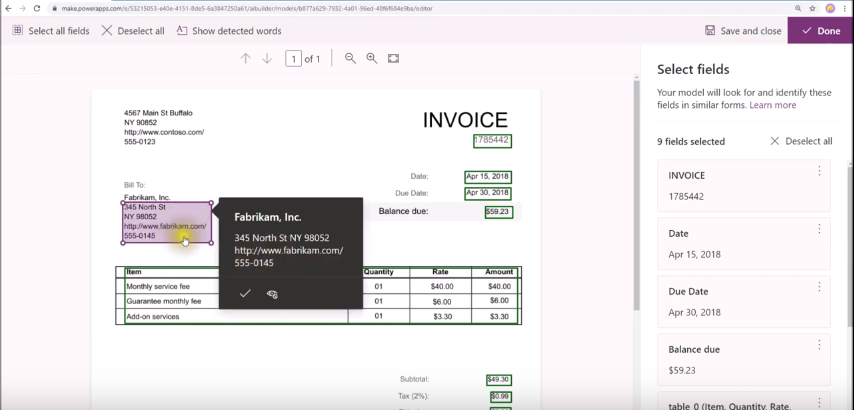 make.powerapps.com/e/53215053-e40e-4151-8de5-6a3847250a61/aibuilder/models/b877a629-7932-4a01-96ed-48f6f684e9ba/editor
Select all fields
Deselect all
Show detected words
Save and close
Done
1 of 1
4567 Main St Buffalo
NY 90852
http://www.contoso.com/
555-0123
INVOICE
1785442
Date: Apr 15, 2018
Due Date: Apr 30, 2018
Balance due: $59.23
Bill To:
Fabrikam, Inc.
345 North St
NY 98052
http://www.fabrikam.com/
555-0145
Fabrikam, Inc.
345 North St NY 98052
http://www.fabrikam.com/
555-0145
Item Quantity Rate Amount
Monthly service fee 01 $40.00 $40.00
Guarantee monthly fee 01 $6.00 $6.00
Add-on services 01 $3.30 $3.30
Subtotal: $49.30
Tax (2%): $0.99
Select fields
Your model will look for and identify these
fields in similar forms. Learn more
9 fields selected
Deselect all
INVOICE
1785442
Date
Apr 15, 2018
Due Date
Apr 30, 2018
Balance due
$59.23
table_0 (Item, Quantity, Rate,